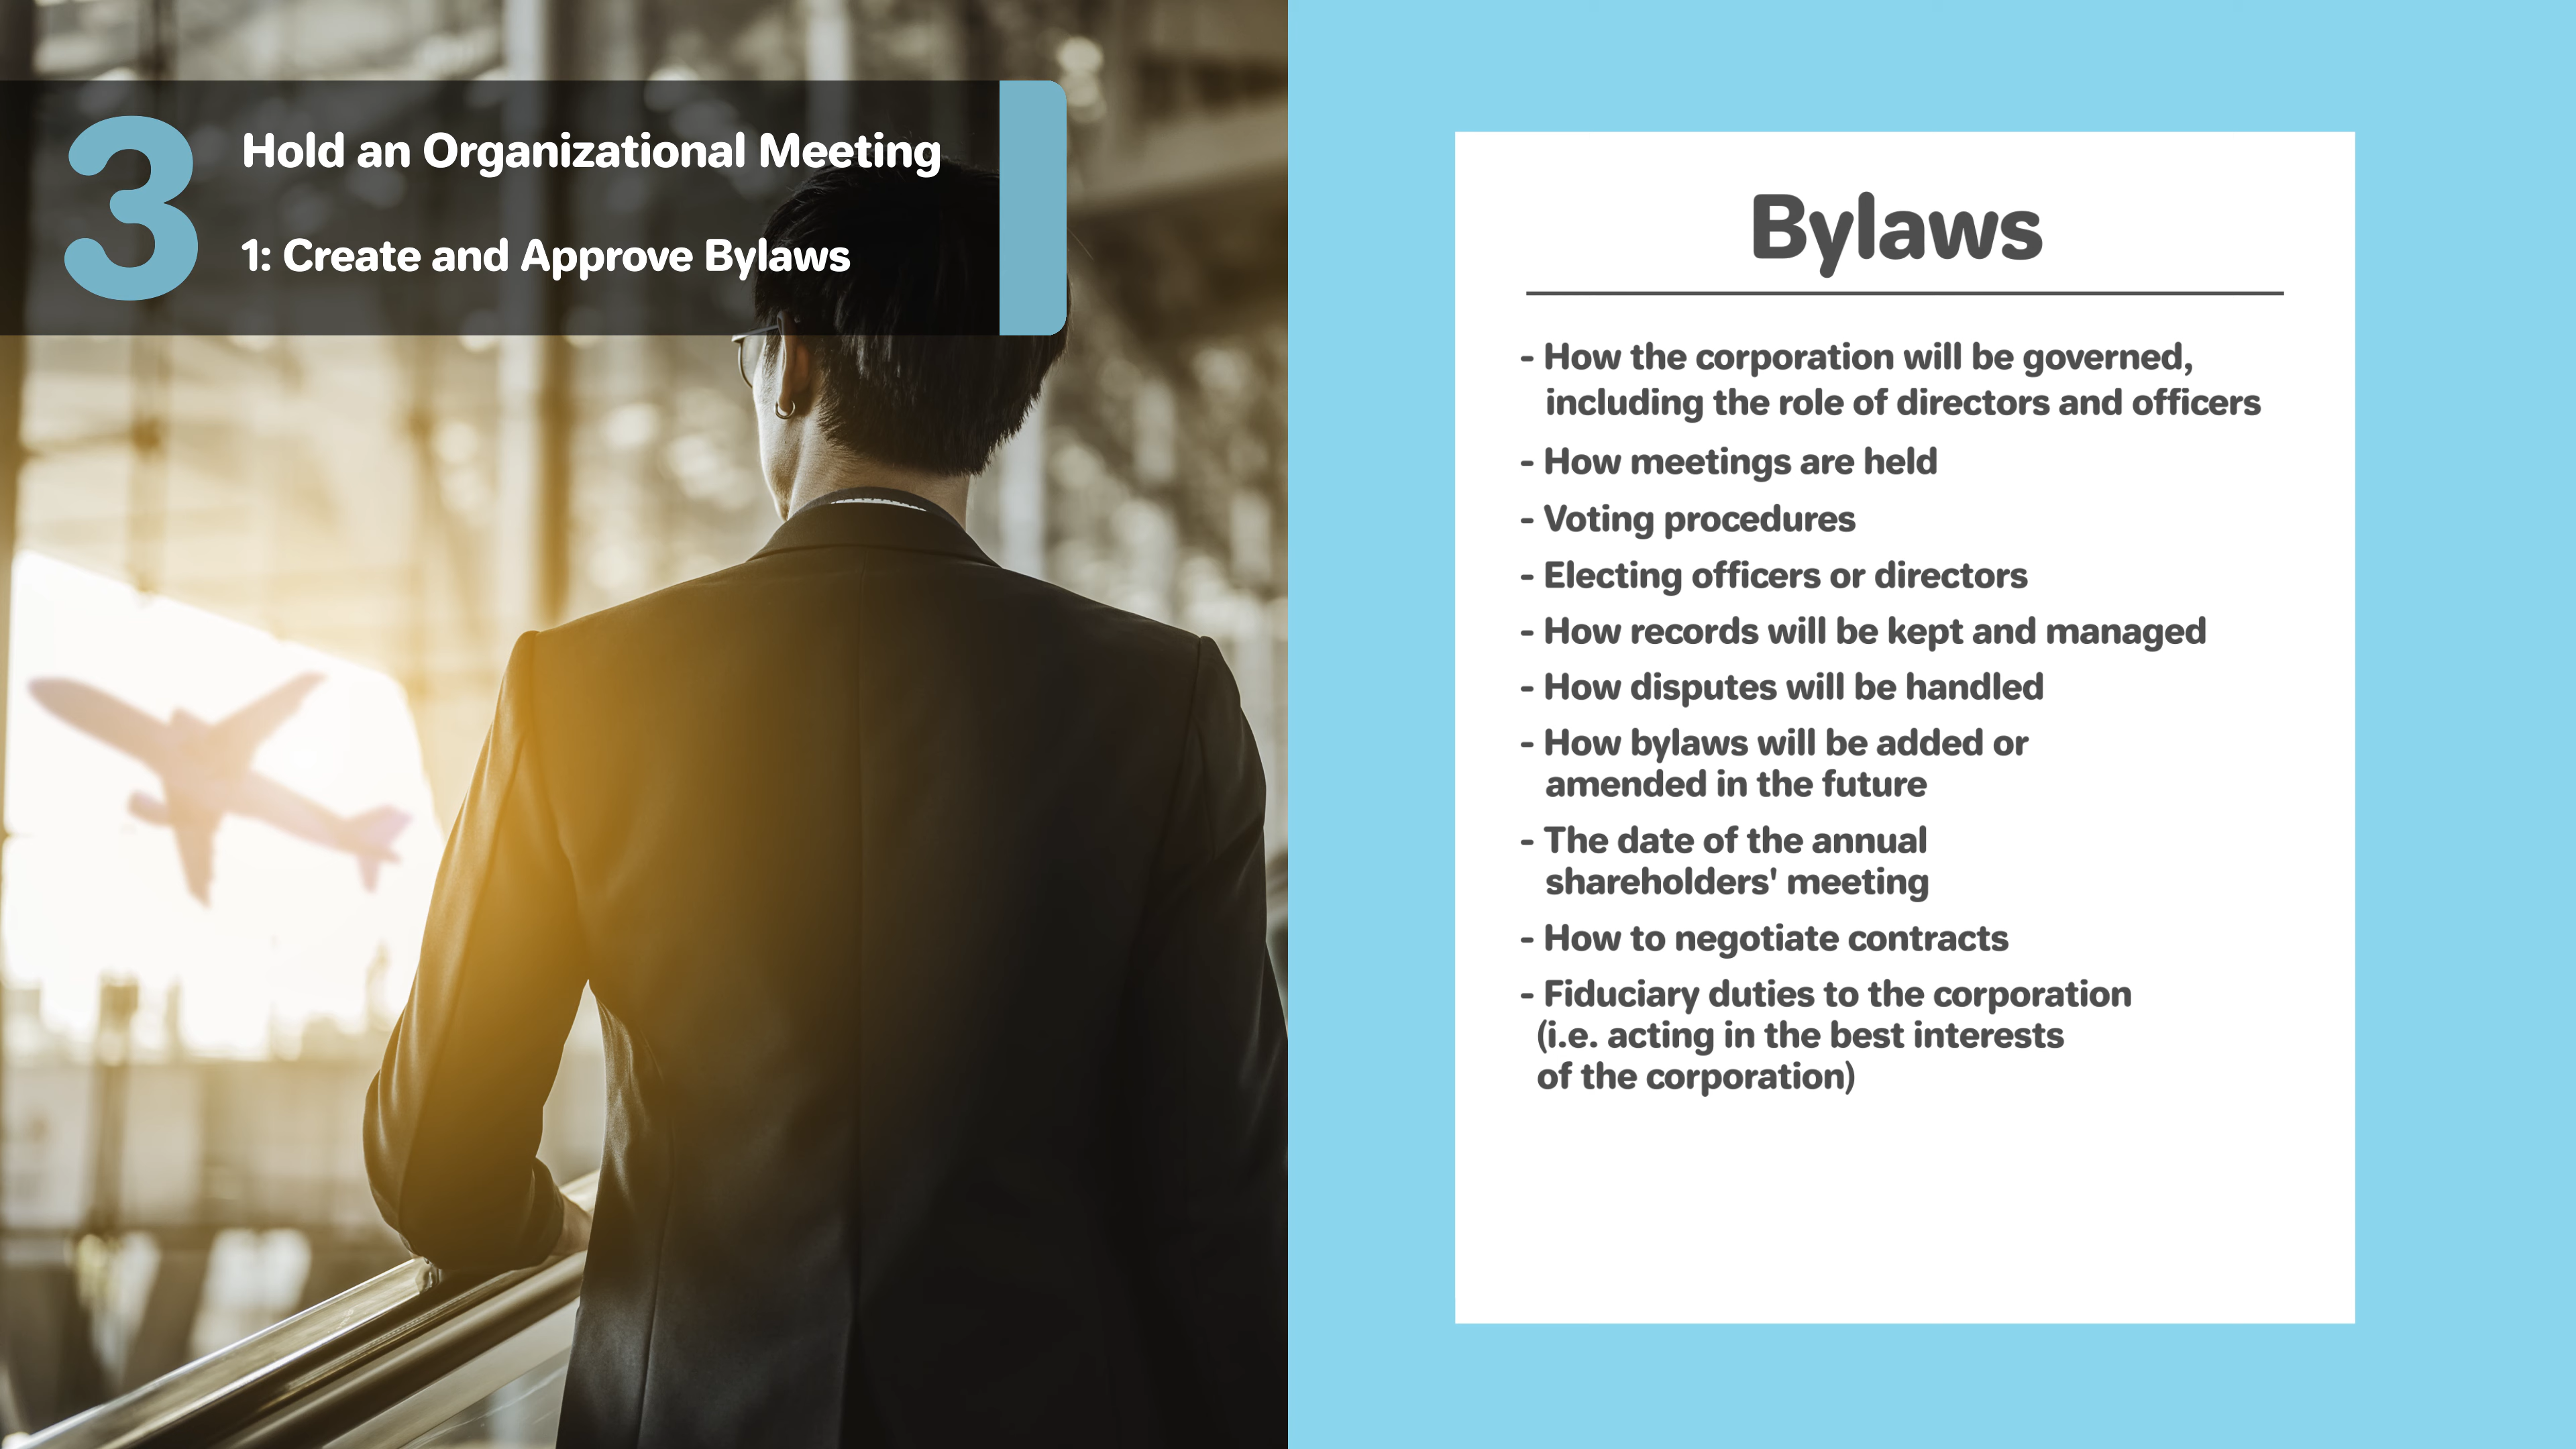 3
Hold an Organizational Meeting
1: Create and Approve Bylaws
Bylaws
- How the corporation will be governed,
including the role of directors and officers
- How meetings are held
- Voting procedures
- Electing officers or directors
- How records will be kept and managed
- How disputes will be handled
- How bylaws will be added or
amended in the future
- The date of the annual
shareholders' meeting
- How to negotiate contracts
- Fiduciary duties to the corporation
(i.e. acting in the best interests
of the corporation)